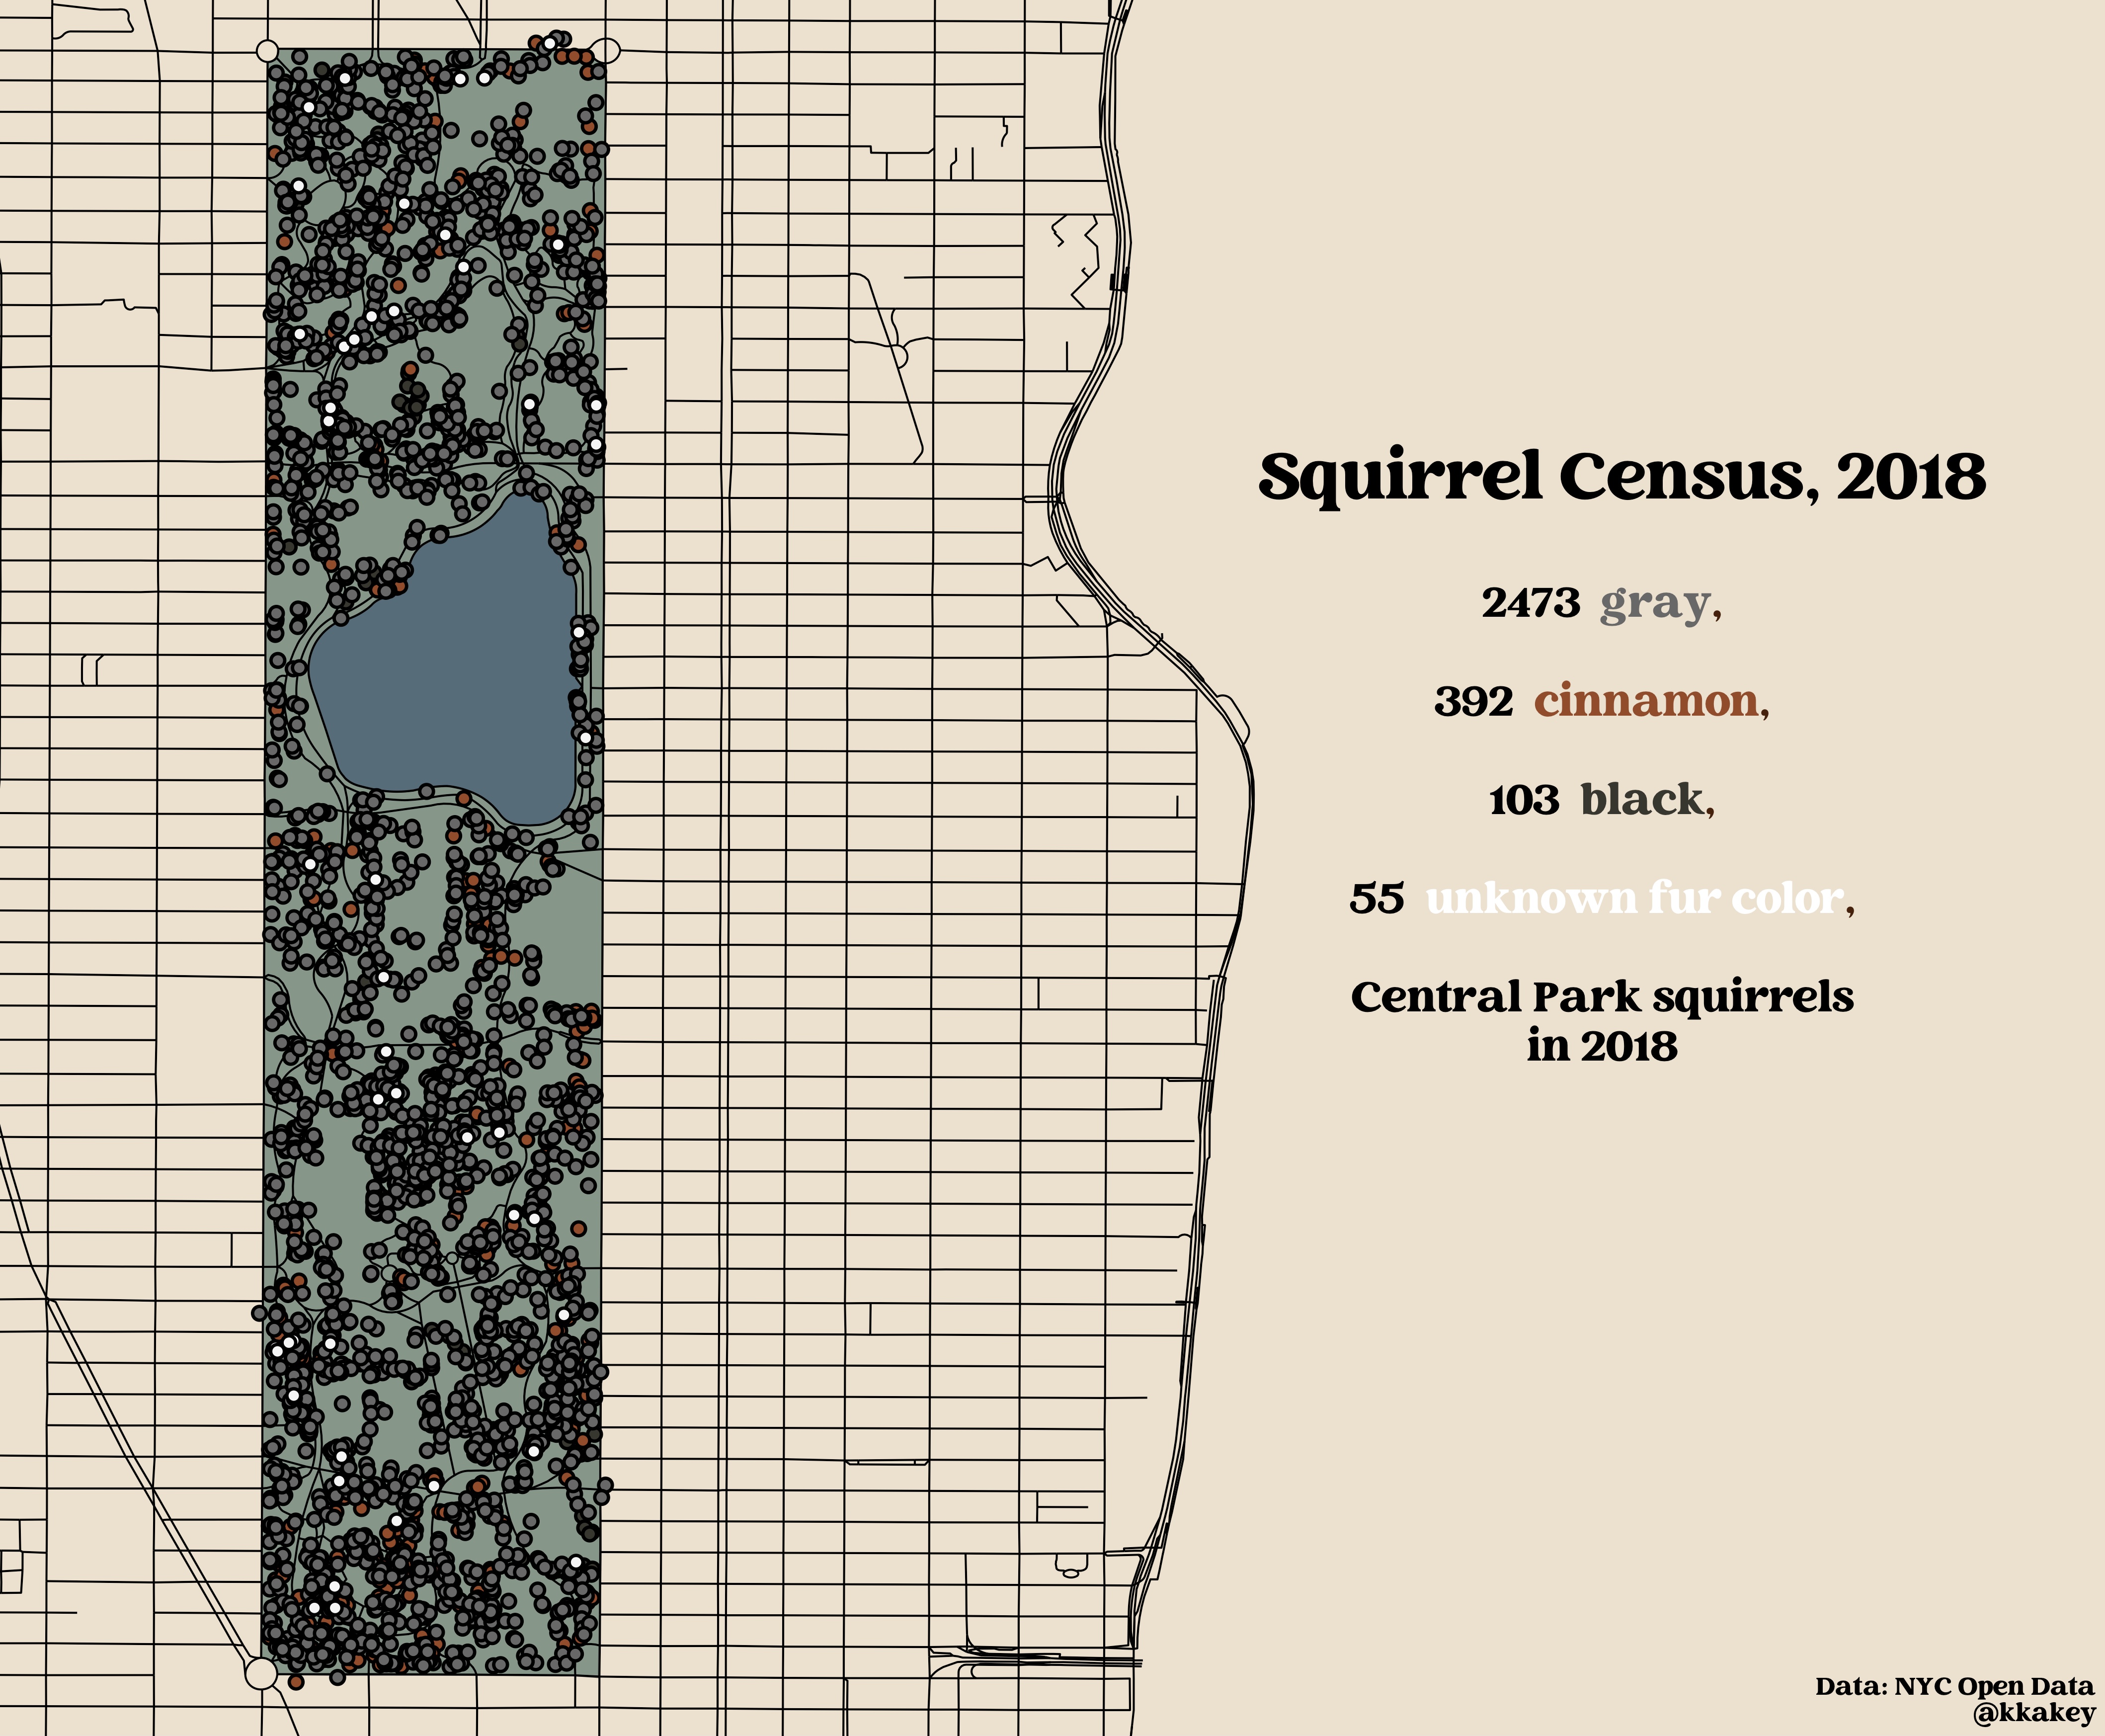 Squirrel Census, 2018
2473 gray,
392 cinnamon,
103 black,
55 unknown fur color,
Central Park squirrels
in 2018
Data: NYC Open Data
@kkakey